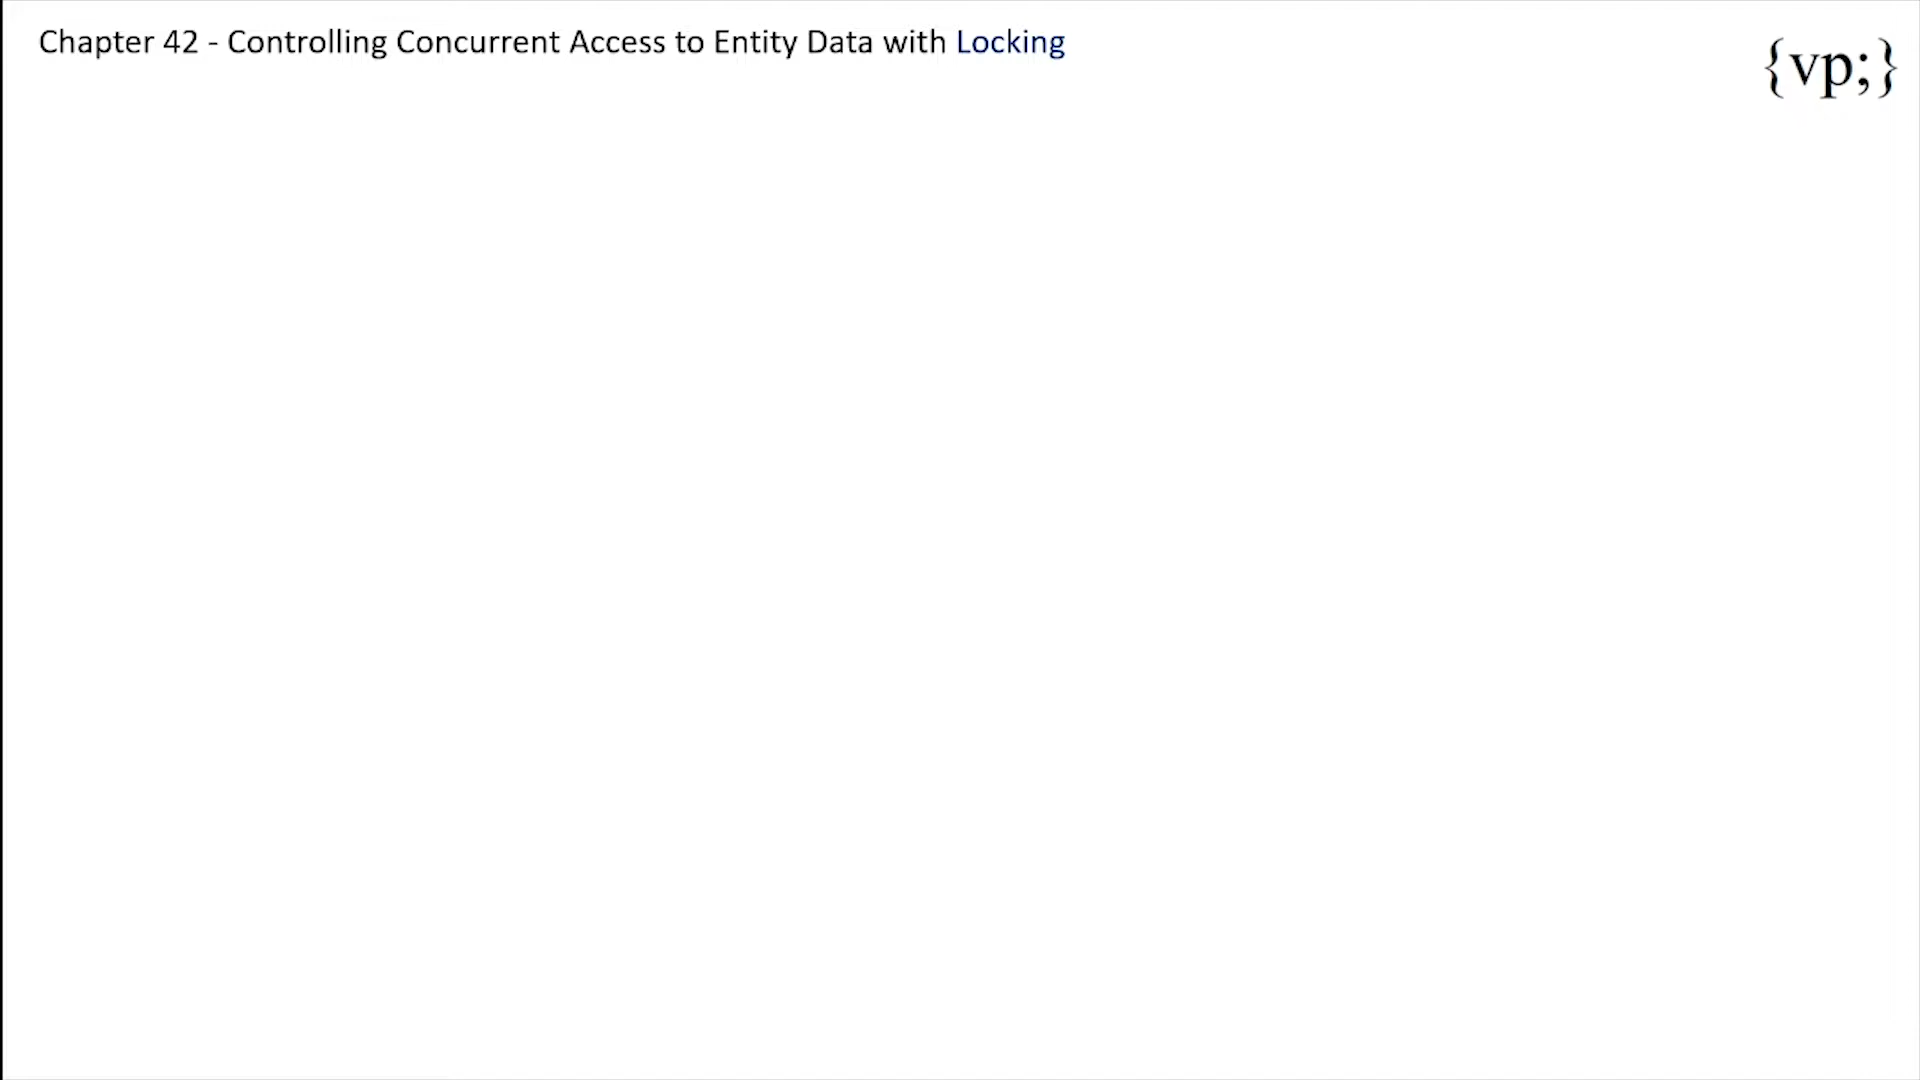 Chapter 42 - Controlling Concurrent Access to Entity Data with Locking
{vp;}